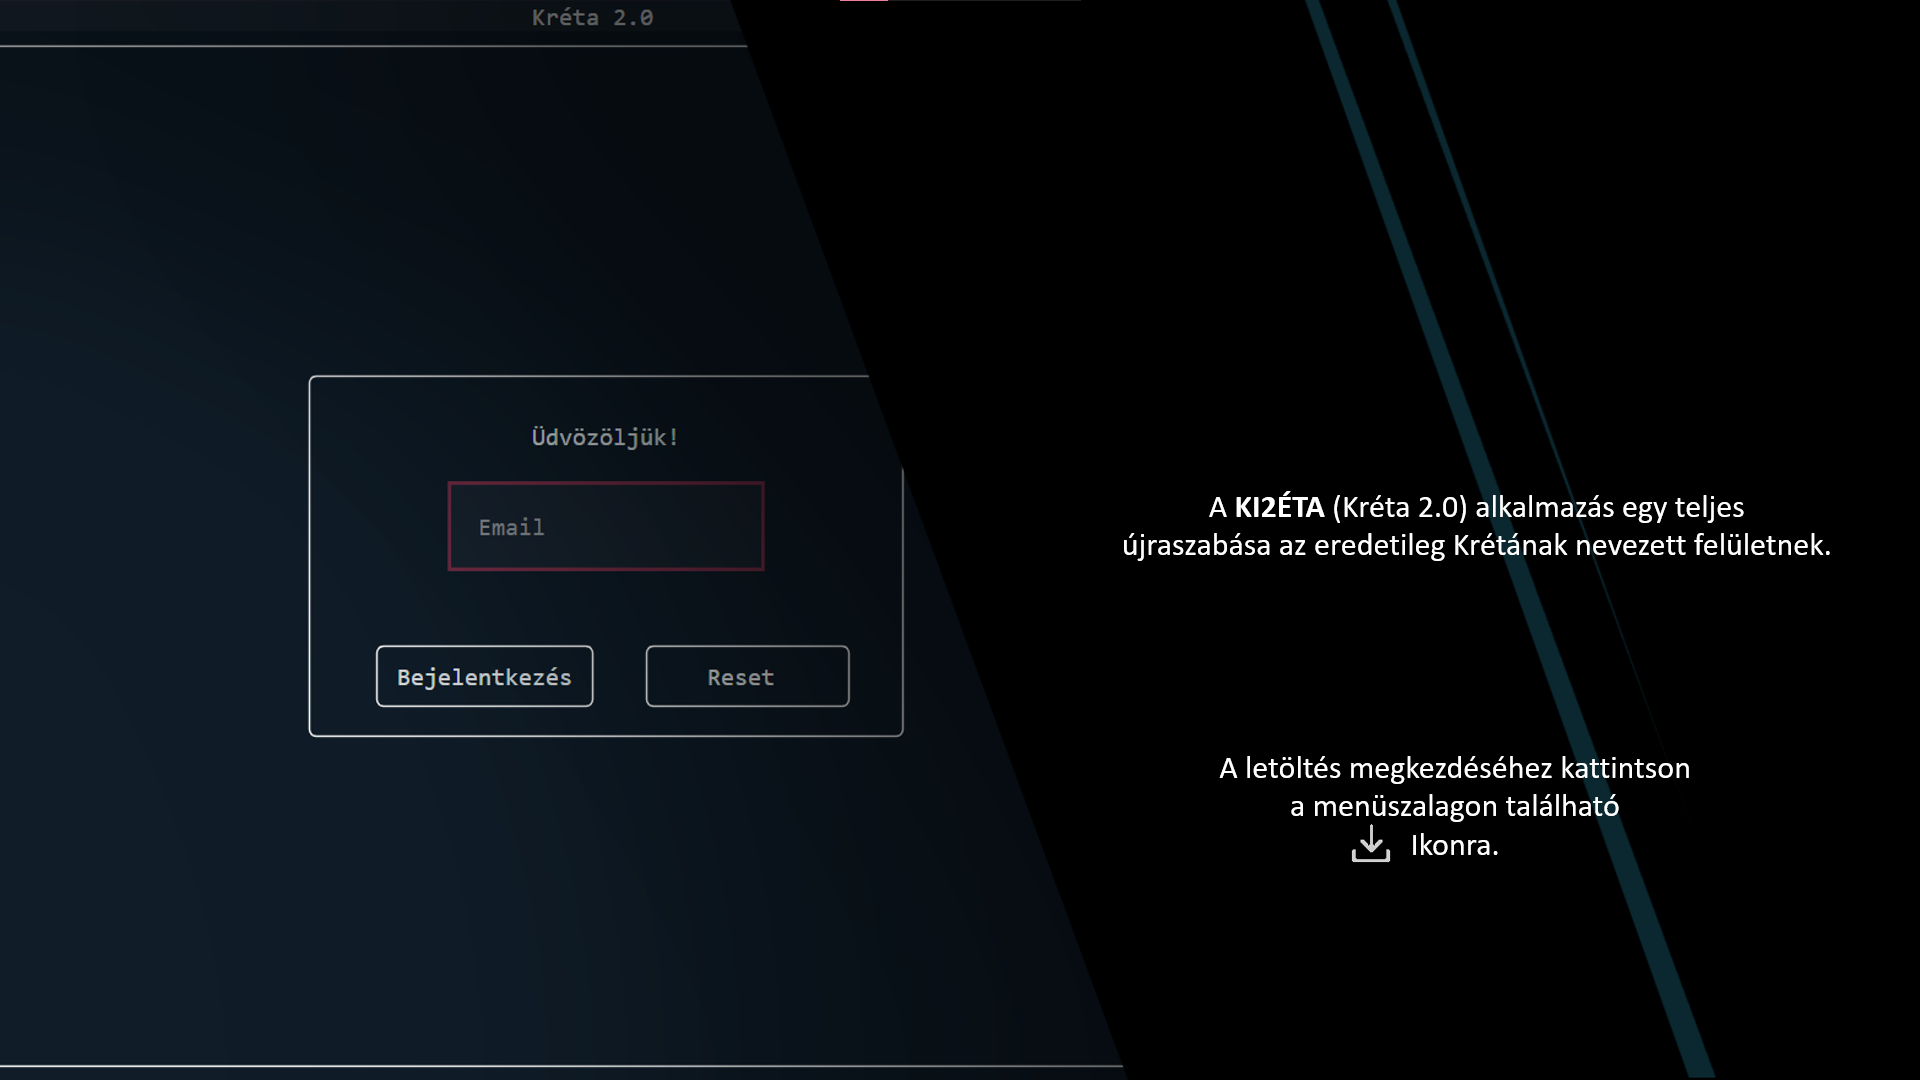 Kréta 2.0
Üdvözöljük!
Email
Bejelentkezés
Reset
A KI2ÉTA (Kréta 2.0) alkalmazás egy teljes
újraszabása az eredetileg Krétának nevezett felületnek.
A letöltés megkezdéséhez kattintson
a menüszalagon található
Ikonra.